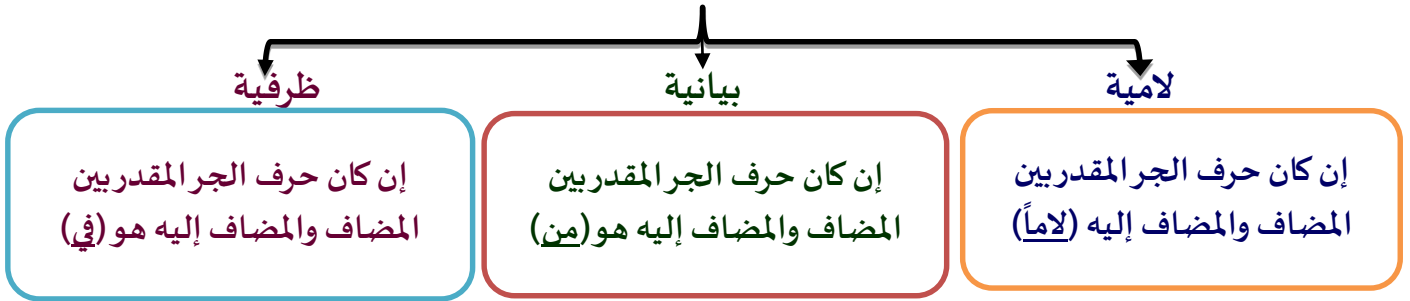 لامية
إن كان حرف الجر المقدر بين
المضاف والمضاف إليه (لاماً)
بيانية
إن كان حرف الجر المقدر بين
المضاف والمضاف إليه هو (من)
ظرفية
إن كان حرف الجر المقدر بين
المضاف والمضاف إليه هو (في)